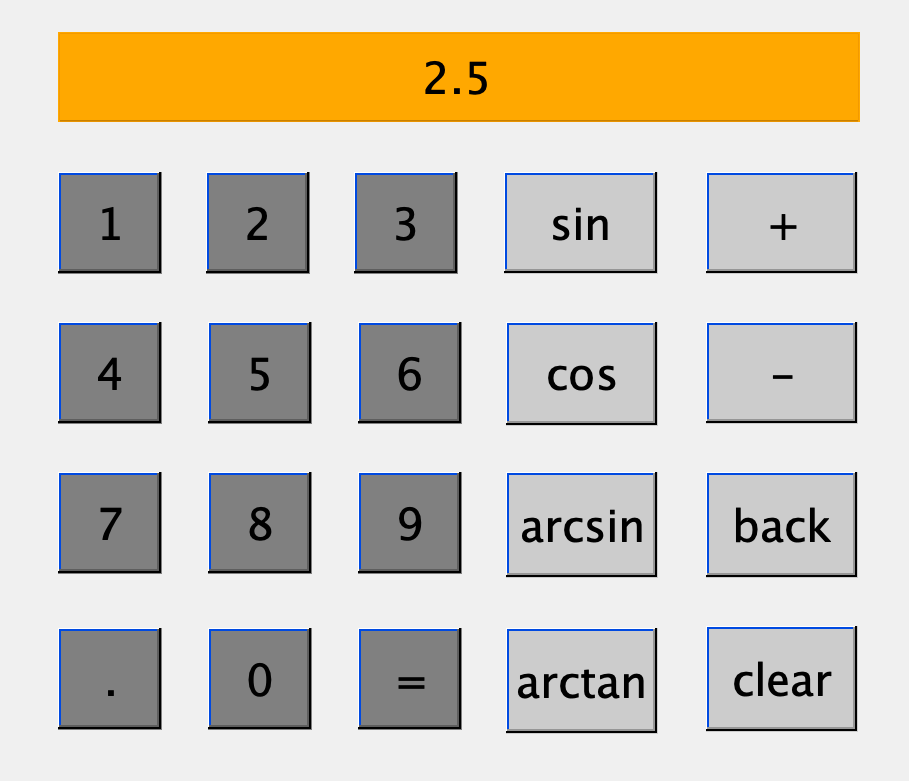 2.5
1 2 3 sin +
4 5 6 cos -
7 8 9 arcsin back
. 0 = arctan clear